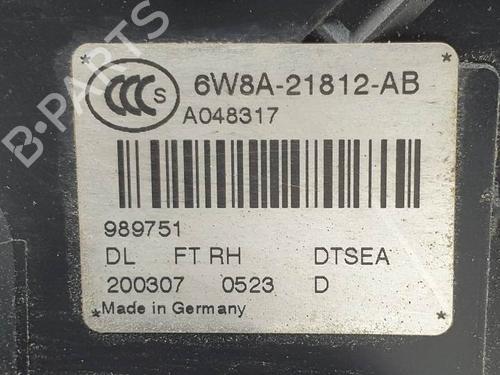 CCC S 6W8A-21812-AB
A048317
989751
DL FT RH DTSEA
200307 0523 D
*Made in Germany *
B-PARTS